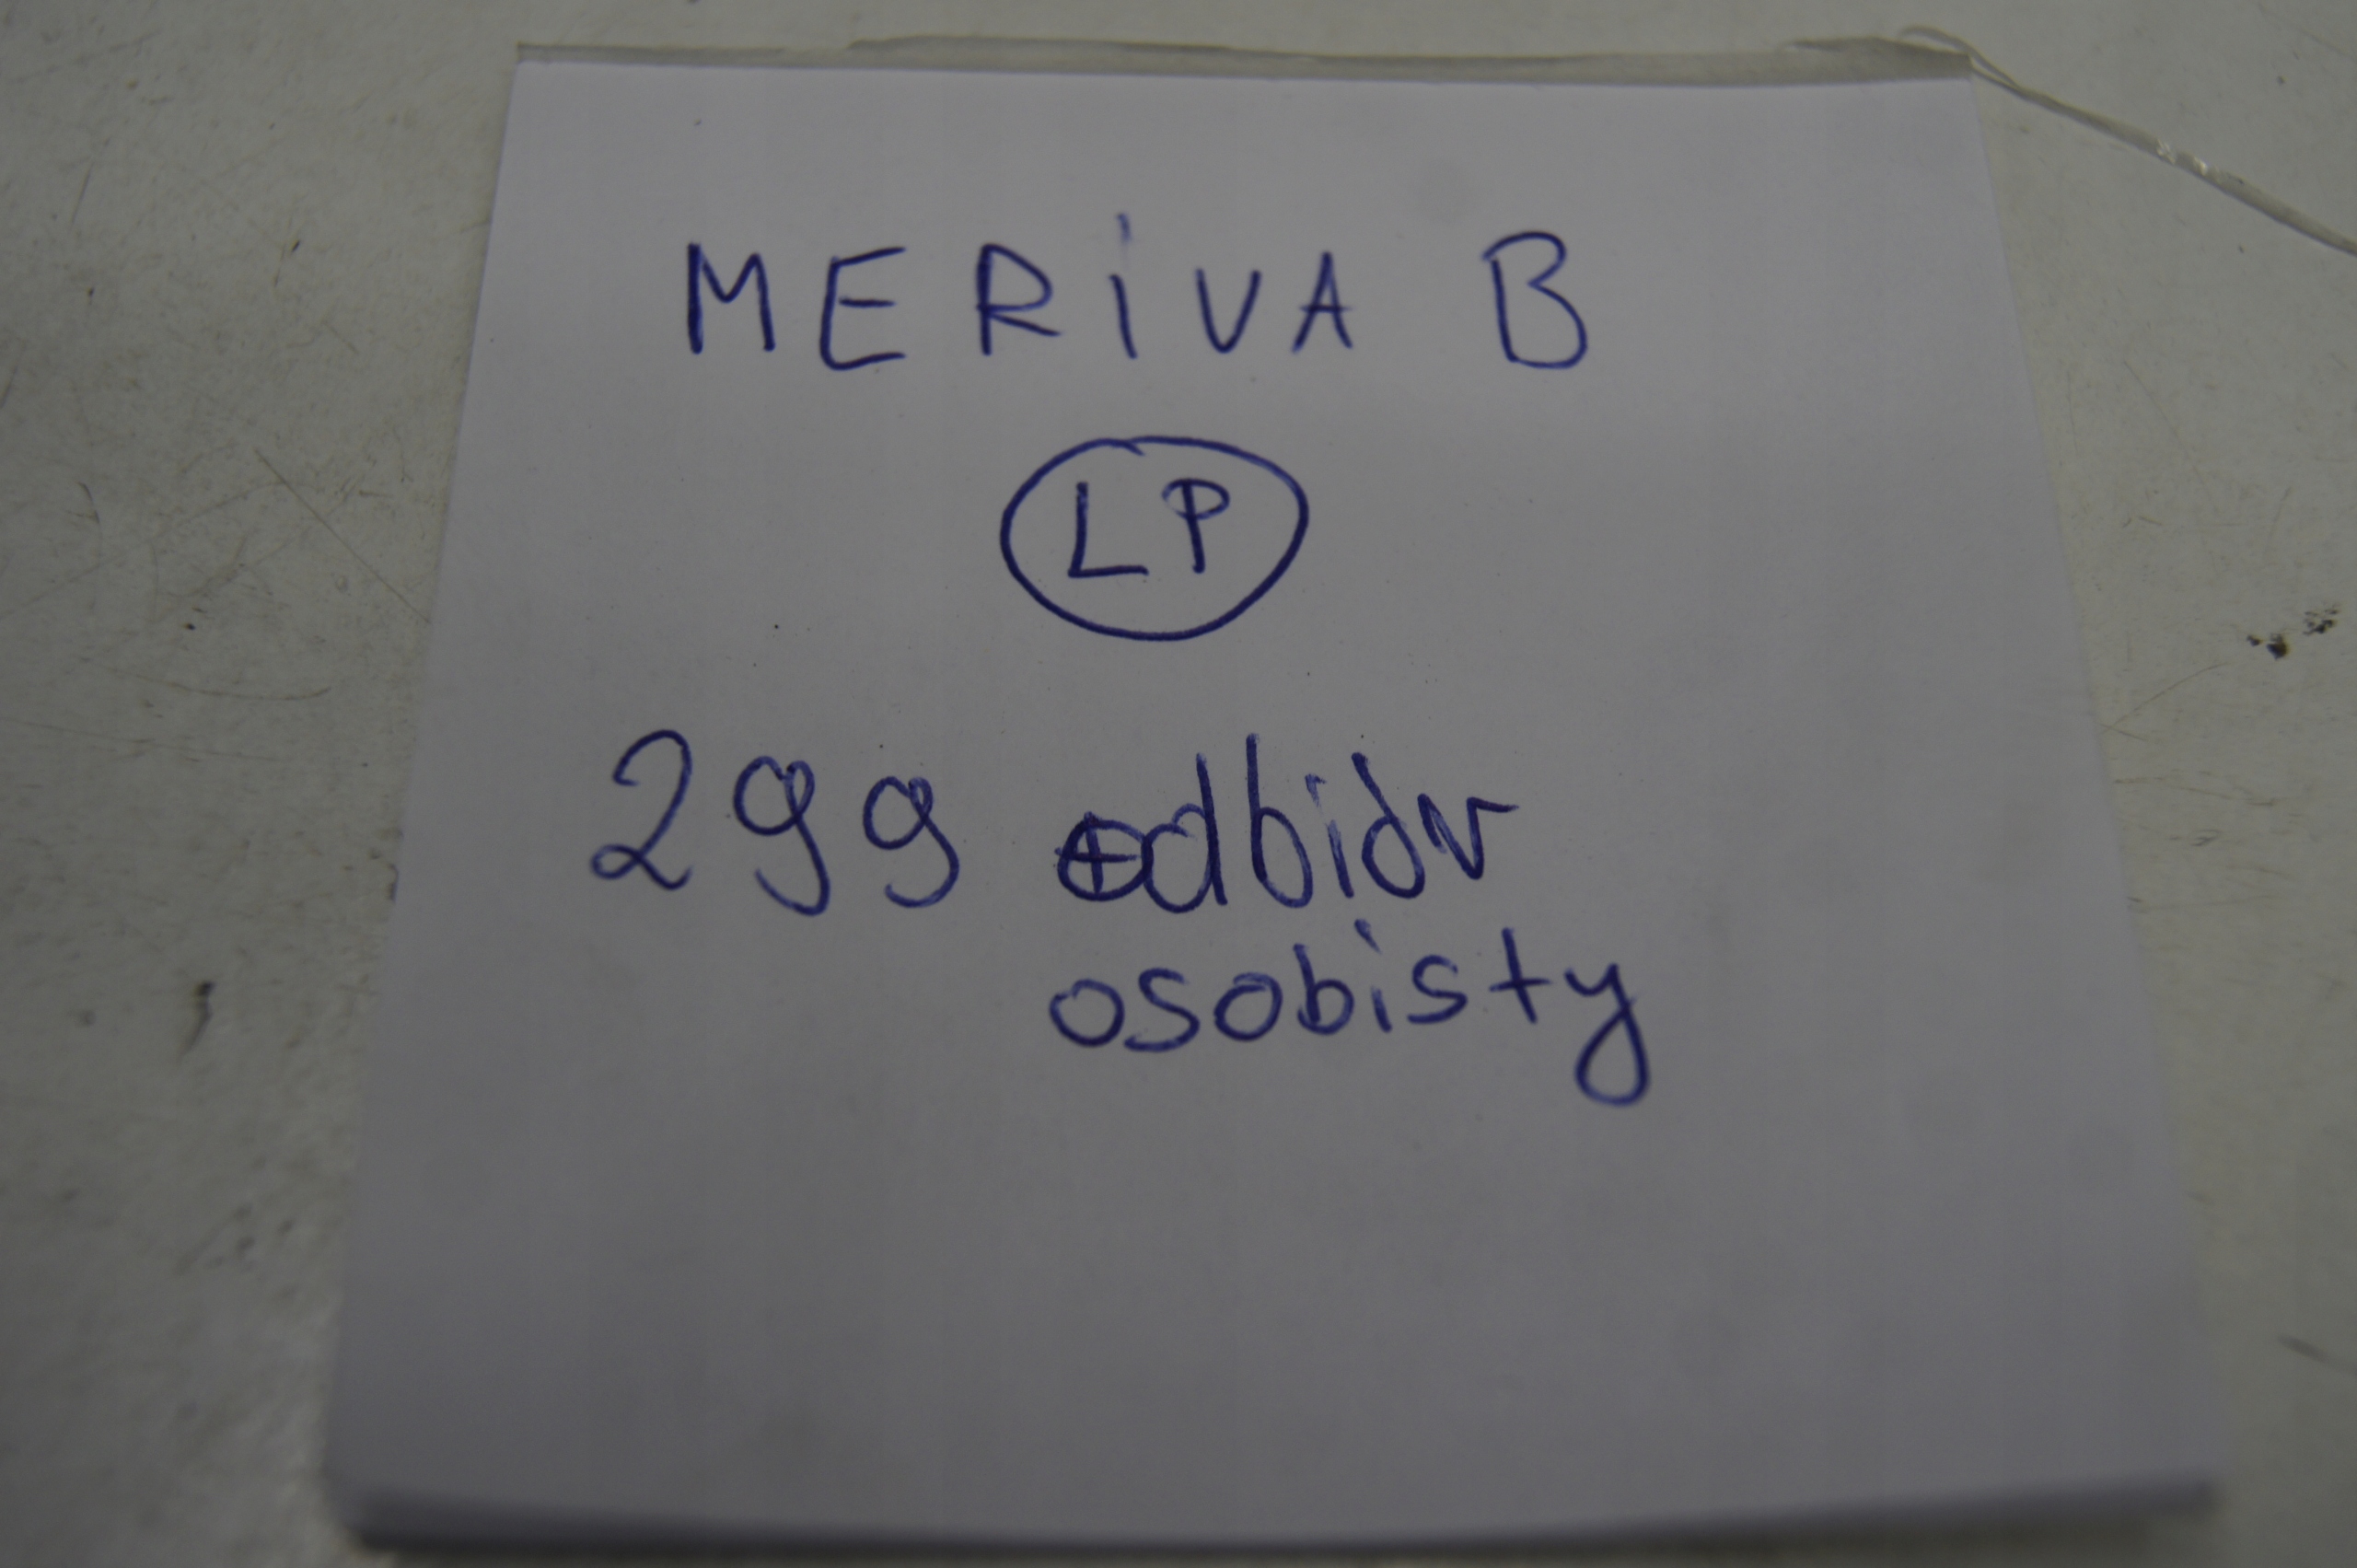 MERiVA B
LP
299 odbiór
osobisty